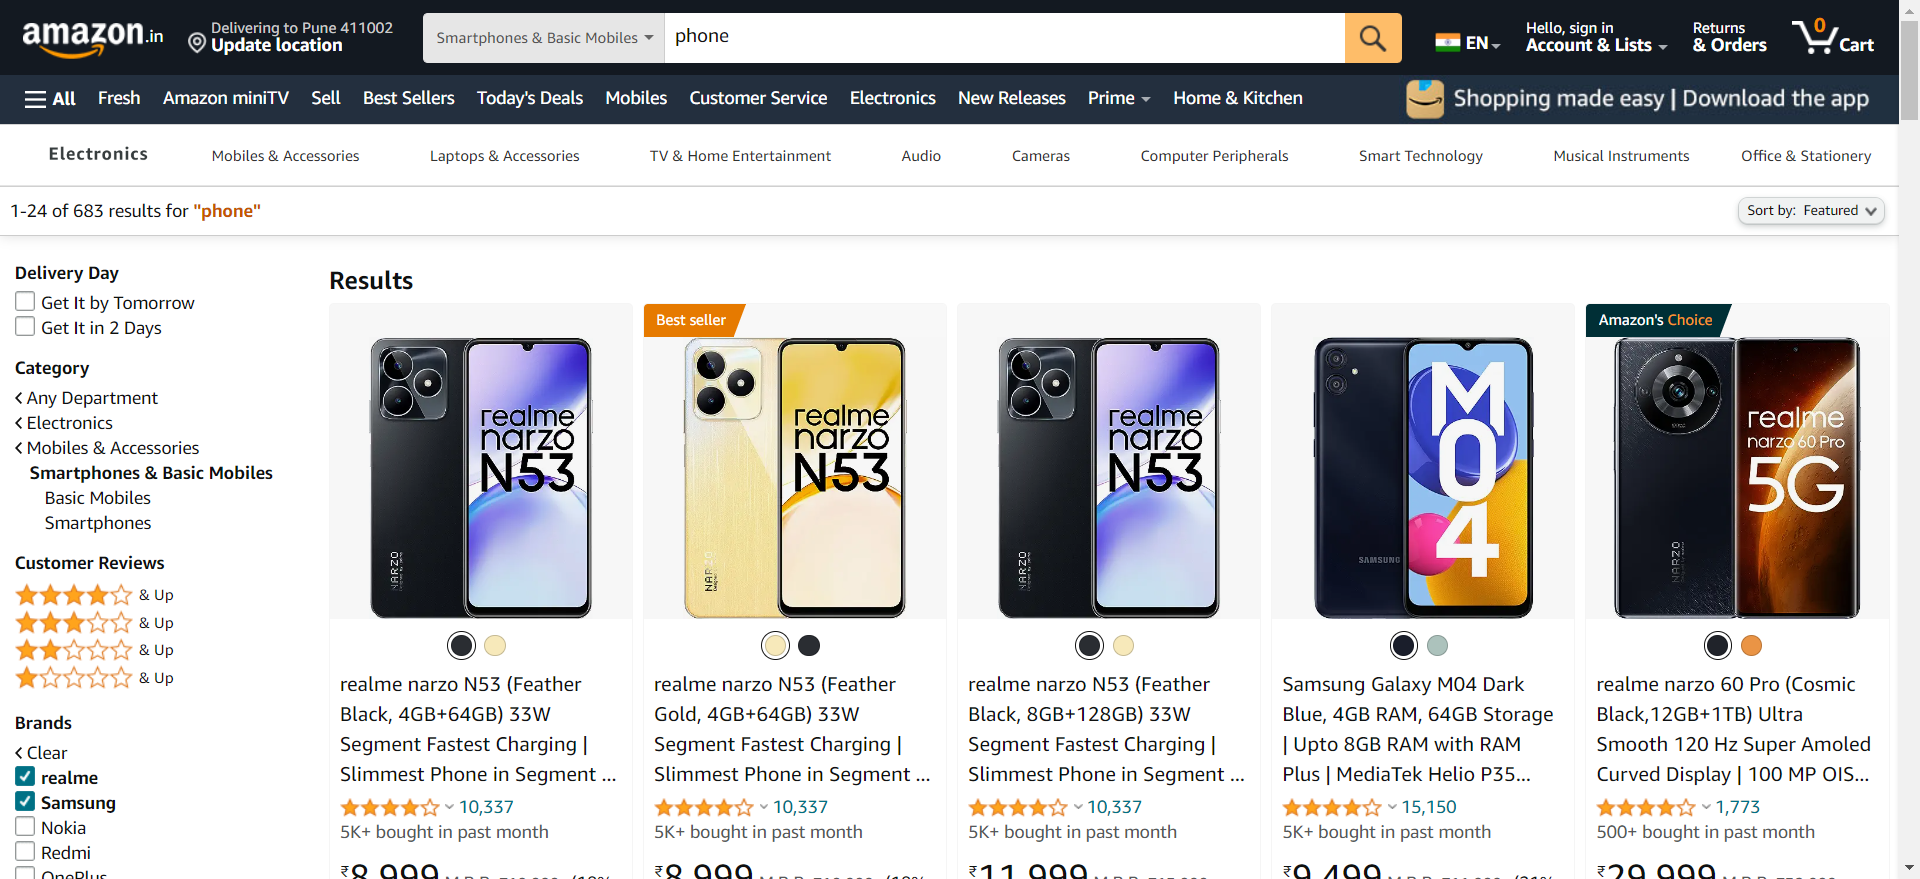 amazon.in
Delivering to Pune 411002
Update location
Smartphones & Basic Mobiles
phone
EN
Hello, sign in
Account & Lists
Returns
& Orders
0
Cart
All
Fresh
Amazon miniTV
Sell
Best Sellers
Today's Deals
Mobiles
Customer Service
Electronics
New Releases
Prime
Home & Kitchen
Shopping made easy | Download the app
Electronics
Mobiles & Accessories
Laptops & Accessories
TV & Home Entertainment
Audio
Cameras
Computer Peripherals
Smart Technology
Musical Instruments
Office & Stationery
1-24 of 683 results for "phone"
Sort by: Featured
Delivery Day
Get It by Tomorrow
Get It in 2 Days
Category
Any Department
Electronics
Mobiles & Accessories
Smartphones & Basic Mobiles
Basic Mobiles
Smartphones
Customer Reviews
& Up
& Up
& Up
& Up
Brands
Clear
realme
Samsung
Nokia
Redmi
OnePlus
Results
realme
narzo
N53
NARZO
realme narzo N53 (Feather
Black, 4GB+64GB) 33W
Segment Fastest Charging |
Slimmest Phone in Segment ...
10,337
5K+ bought in past month
₹8,999
Best seller
realme
narzo
N53
NARZO
realme narzo N53 (Feather
Gold, 4GB+64GB) 33W
Segment Fastest Charging |
Slimmest Phone in Segment ...
10,337
5K+ bought in past month
₹8,999
realme
narzo
N53
NARZO
realme narzo N53 (Feather
Black, 8GB+128GB) 33W
Segment Fastest Charging |
Slimmest Phone in Segment ...
10,337
5K+ bought in past month
₹11,999
M04
SAMSUNG
Samsung Galaxy M04 Dark
Blue, 4GB RAM, 64GB Storage
| Upto 8GB RAM with RAM
Plus | MediaTek Helio P35...
15,150
5K+ bought in past month
₹9,499
Amazon's Choice
realme
narzo 60 Pro
5G
NARZO
realme narzo 60 Pro (Cosmic
Black,12GB+1TB) Ultra
Smooth 120 Hz Super Amoled
Curved Display | 100 MP OIS...
1,773
500+ bought in past month
₹29,999